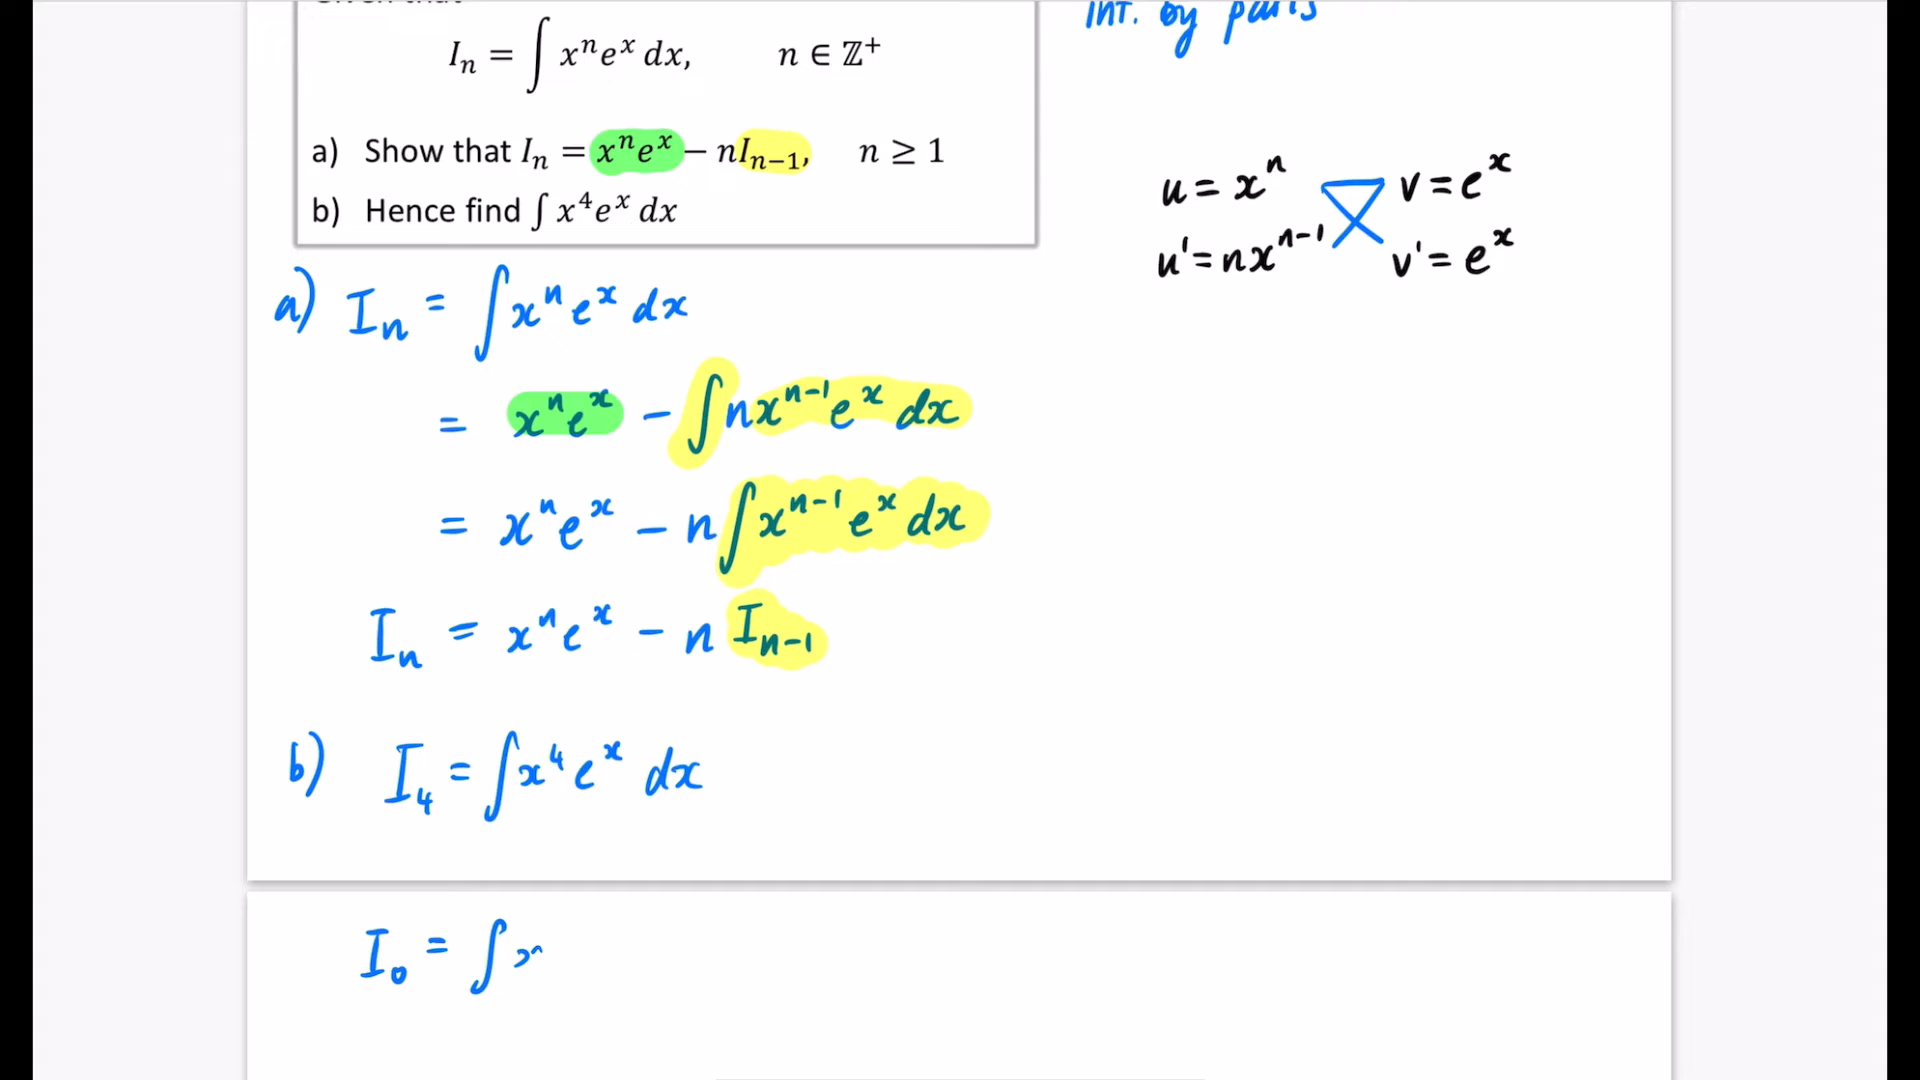 I_n = ∫ x^n e^x dx, n ∈ ℤ^+
a) Show that I_n = x^n e^x − nI_{n−1}, n ≥ 1
b) Hence find ∫ x^4 e^x dx
Int. by parts
u = x^n v = e^x
u' = nx^{n-1} v' = e^x
a) I_n = ∫ x^n e^x dx
= x^n e^x − ∫ nx^{n-1} e^x dx
= x^n e^x − n ∫ x^{n-1} e^x dx
I_n = x^n e^x − n I_{n-1}
b) I_4 = ∫ x^4 e^x dx
I_0 = ∫ x